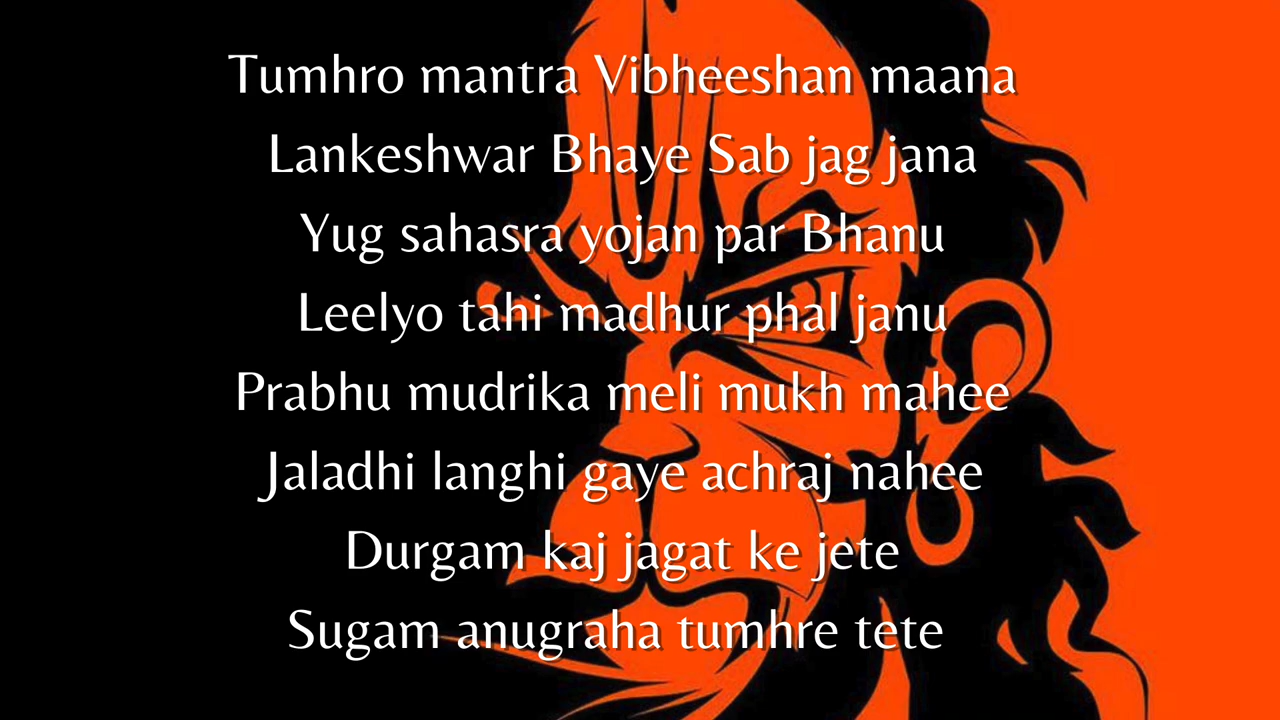 Tumhro mantra Vibheeshan maana
Lankeshwar Bhaye Sab jag jana
Yug sahasra yojan par Bhanu
Leelyo tahi madhur phal janu
Prabhu mudrika meli mukh mahee
Jaladhi langhi gaye achraj nahee
Durgam kaj jagat ke jete
Sugam anugraha tumhre tete